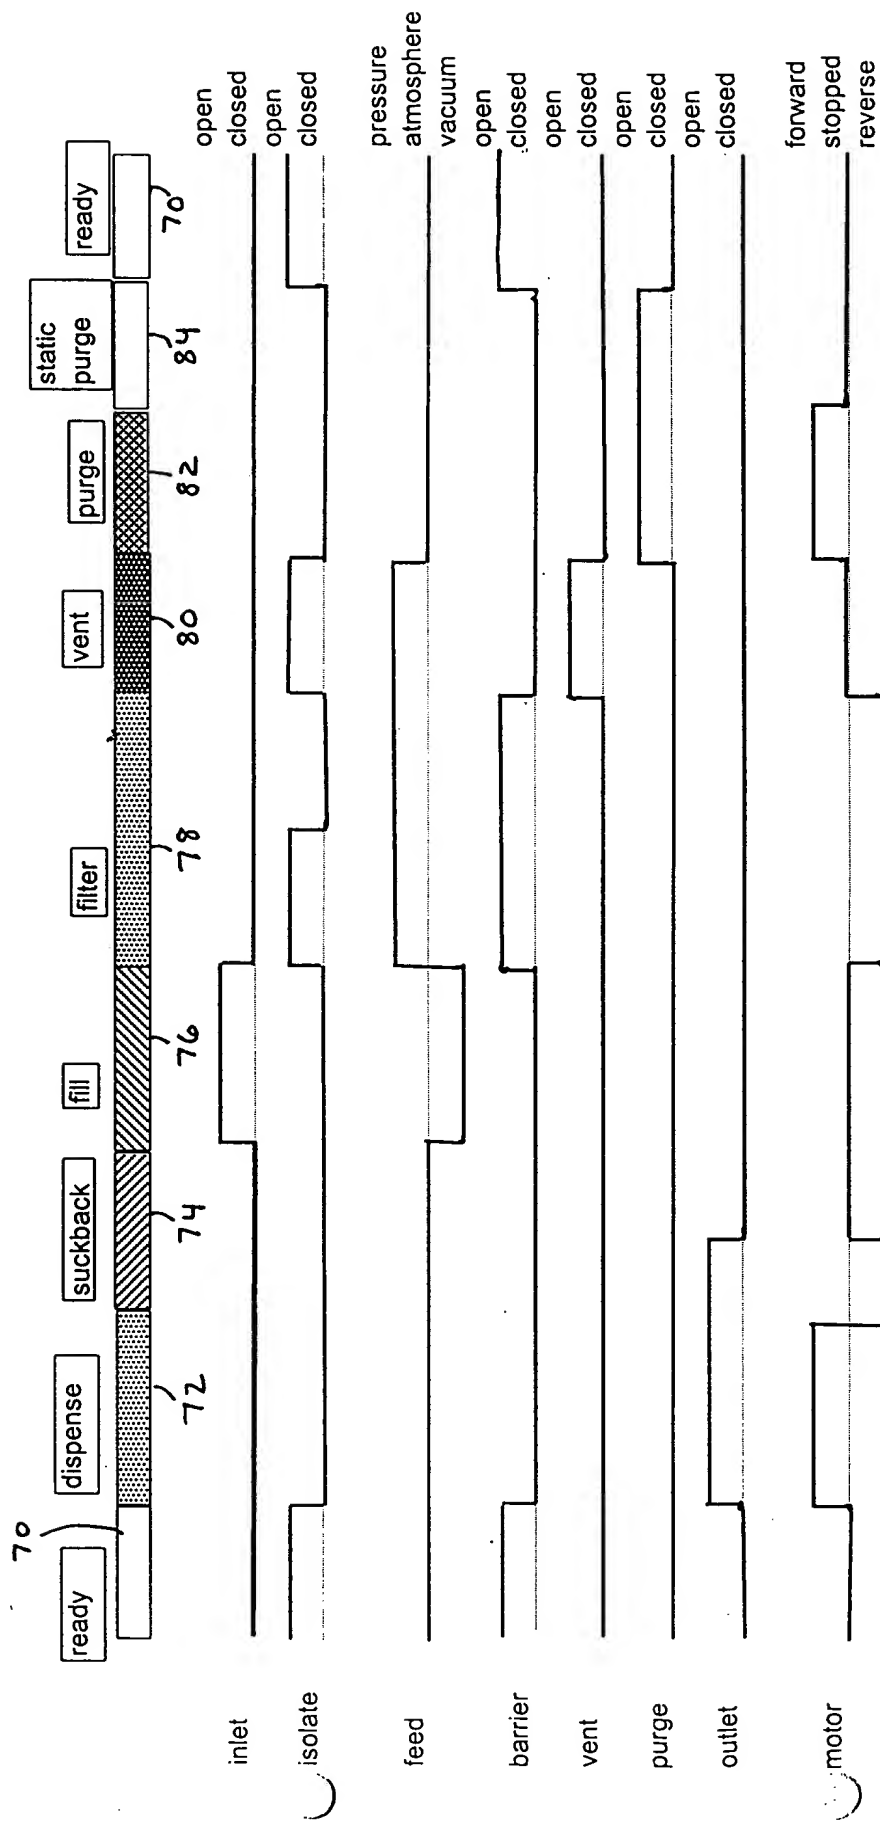 ready
dispense
suckback
fill
filter
vent
purge
static
purge
ready
70
72
74
76
78
80
82
84
70
inlet
open
closed
isolate
open
closed
feed
pressure
atmosphere
vacuum
barrier
open
closed
vent
open
closed
purge
open
closed
outlet
open
closed
motor
forward
stopped
reverse